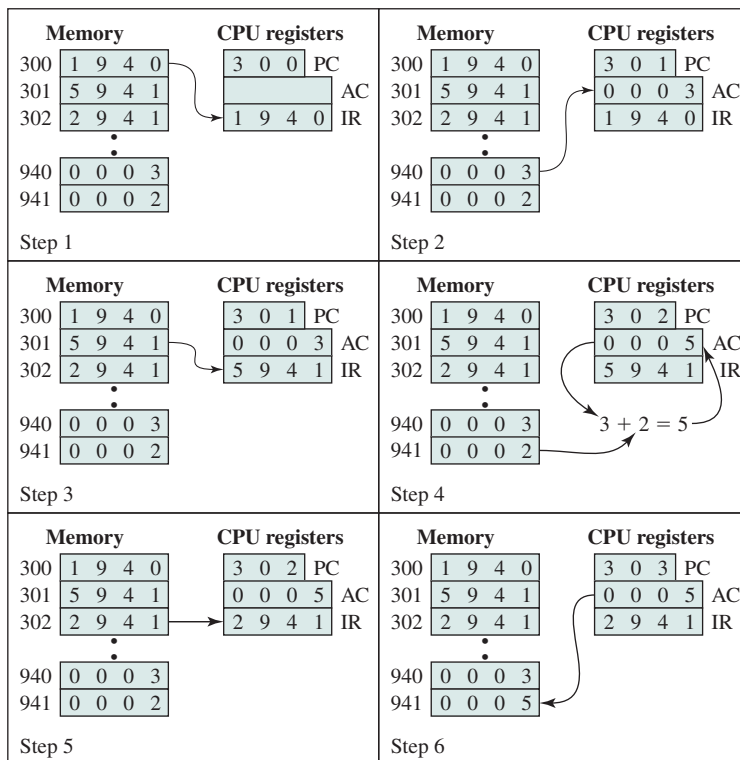 Memory CPU registers
300 1 9 4 0 3 0 0 PC
301 5 9 4 1 AC
302 2 9 4 1 1 9 4 0 IR
940 0 0 0 3
941 0 0 0 2
Step 1
Memory CPU registers
300 1 9 4 0 3 0 1 PC
301 5 9 4 1 0 0 0 3 AC
302 2 9 4 1 1 9 4 0 IR
940 0 0 0 3
941 0 0 0 2
Step 2
Memory CPU registers
300 1 9 4 0 3 0 1 PC
301 5 9 4 1 0 0 0 3 AC
302 2 9 4 1 5 9 4 1 IR
940 0 0 0 3
941 0 0 0 2
Step 3
Memory CPU registers
300 1 9 4 0 3 0 2 PC
301 5 9 4 1 0 0 0 5 AC
302 2 9 4 1 5 9 4 1 IR
940 0 0 0 3 3 + 2 = 5
941 0 0 0 2
Step 4
Memory CPU registers
300 1 9 4 0 3 0 2 PC
301 5 9 4 1 0 0 0 5 AC
302 2 9 4 1 2 9 4 1 IR
940 0 0 0 3
941 0 0 0 2
Step 5
Memory CPU registers
300 1 9 4 0 3 0 3 PC
301 5 9 4 1 0 0 0 5 AC
302 2 9 4 1 2 9 4 1 IR
940 0 0 0 3
941 0 0 0 5
Step 6